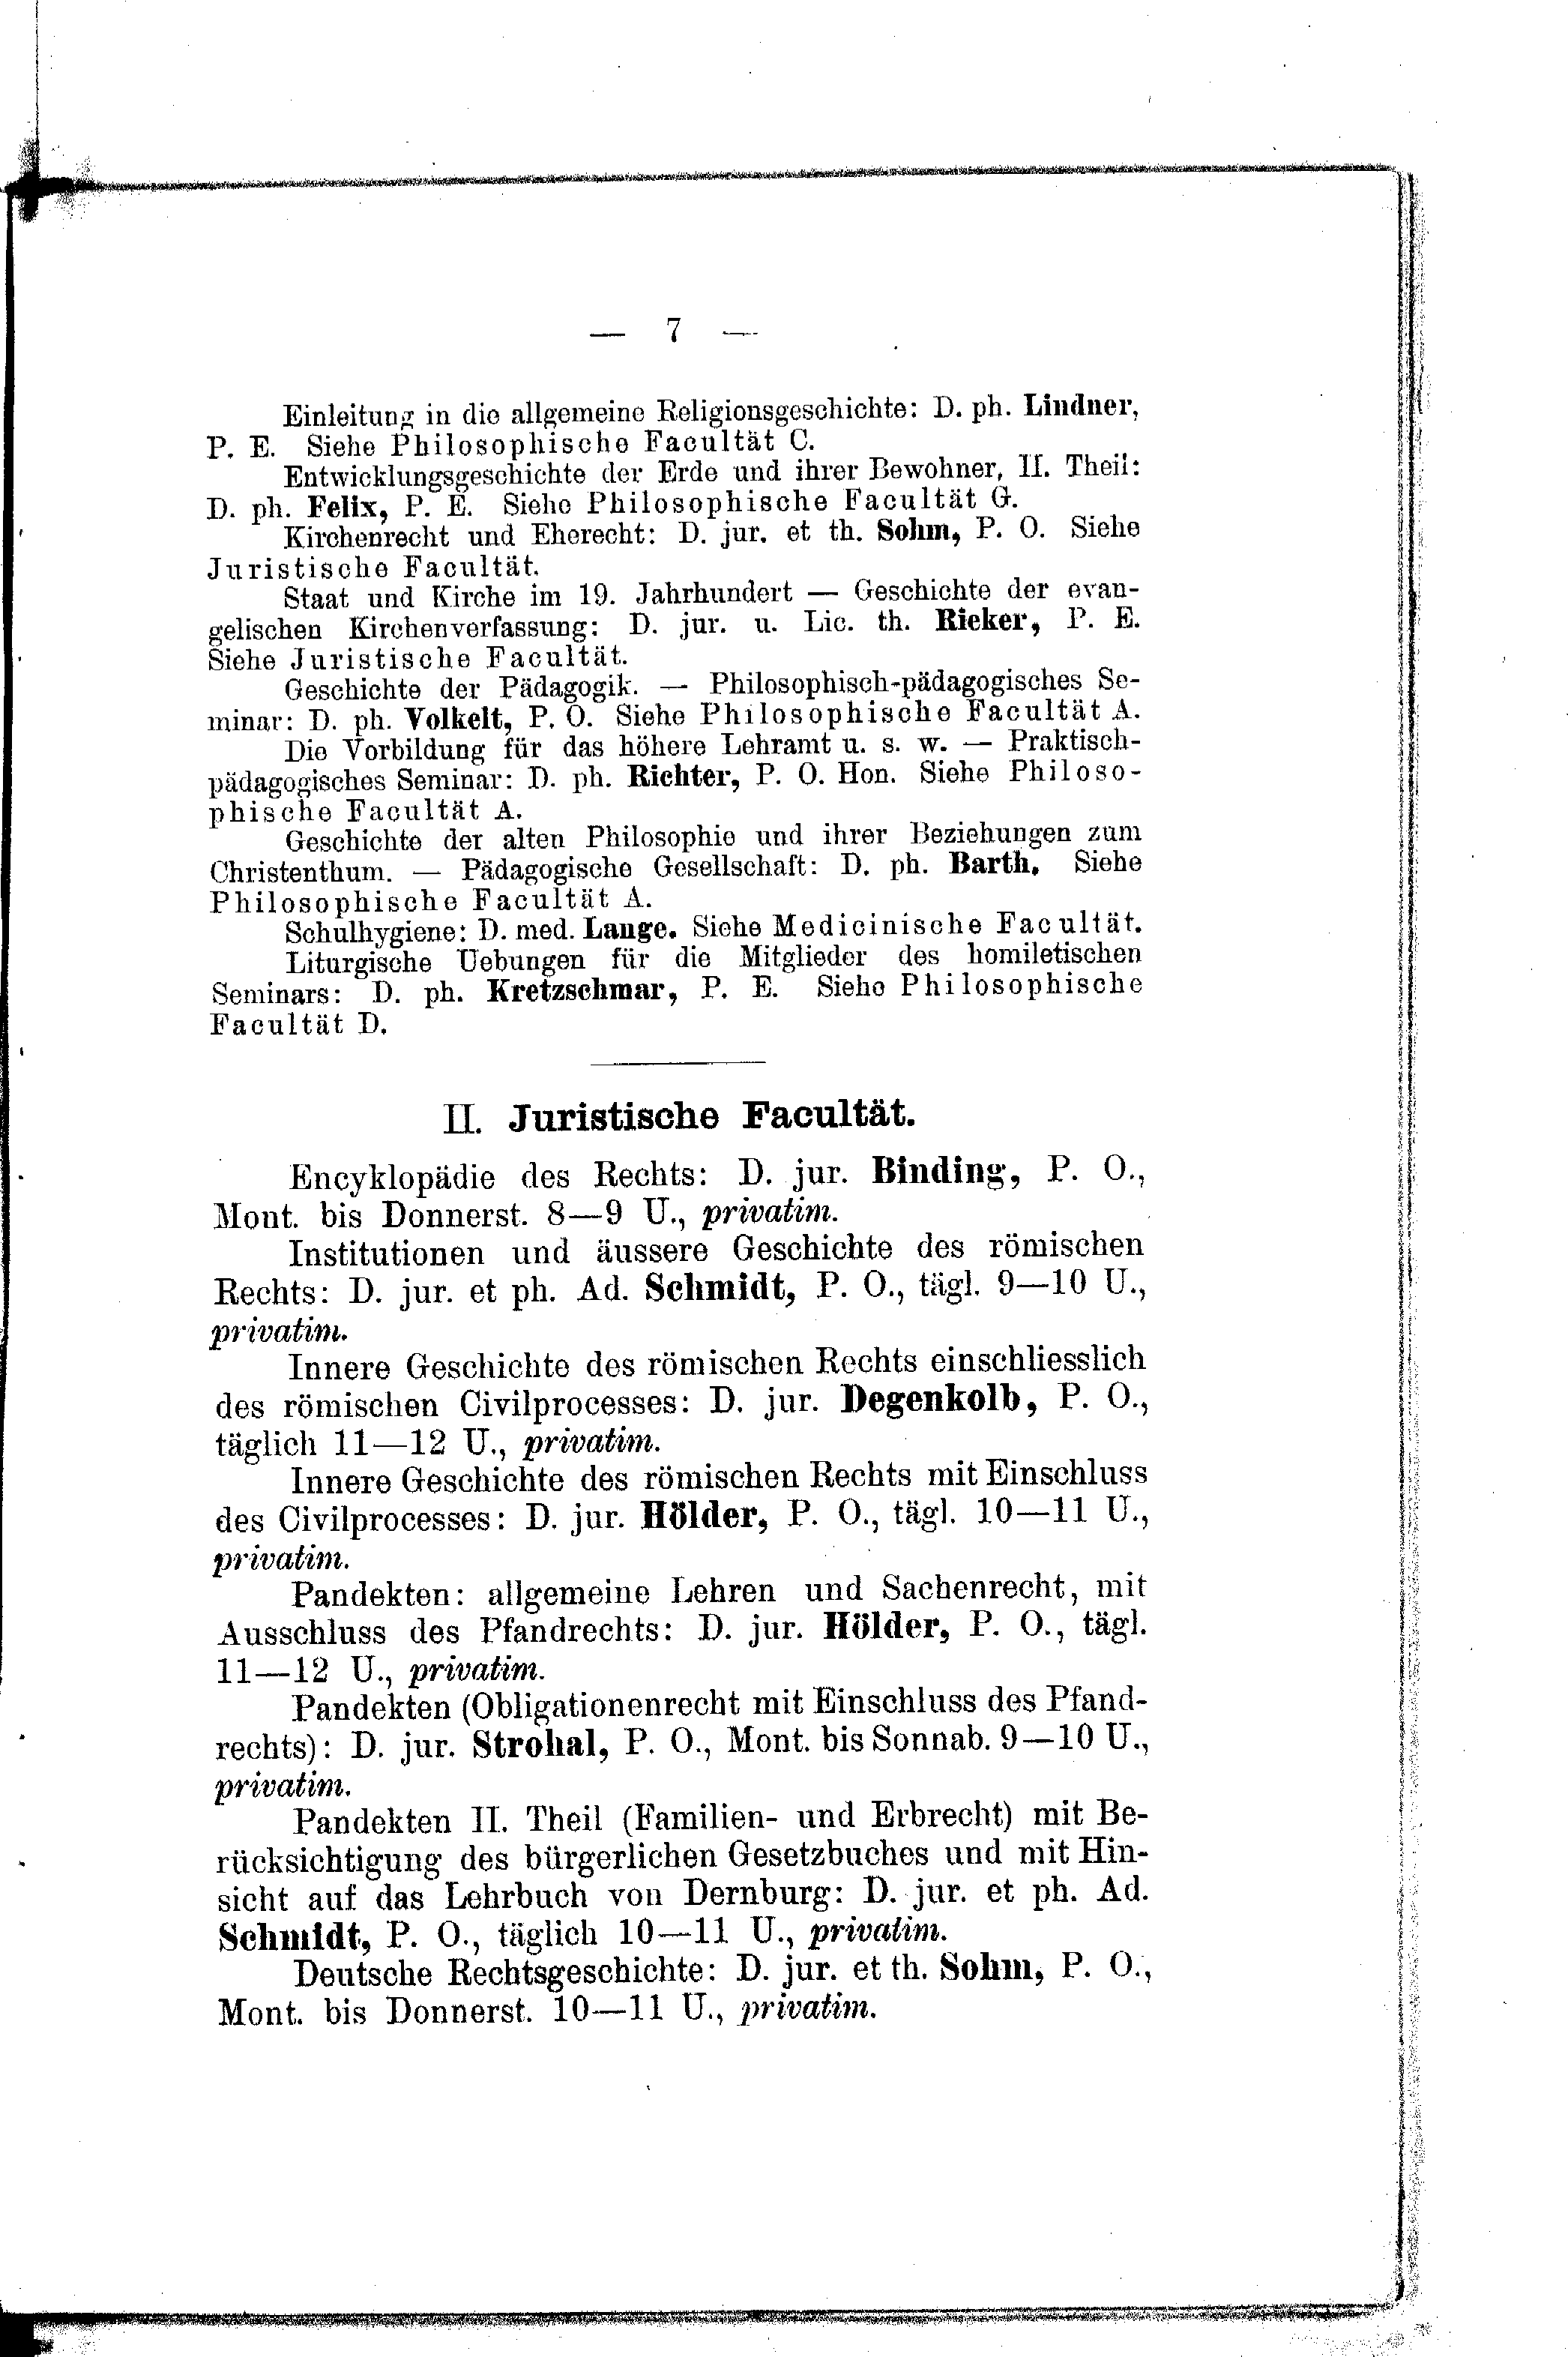 — 7 —
Einleitung in die allgemeine Religionsgeschichte: D. ph. Lindner,
P. E. Siehe Philosophische Facultät C.
Entwicklungsgeschichte der Erde und ihrer Bewohner, II. Theil:
D. ph. Felix, P. E. Siehe Philosophische Facultät G.
Kirchenrecht und Eherecht: D. jur. et th. Sohm, P. O. Siehe
Juristische Facultät.
Staat und Kirche im 19. Jahrhundert — Geschichte der evan-
gelischen Kirchenverfassung: D. jur. u. Lic. th. Rieker, P. E.
Siehe Juristische Facultät.
Geschichte der Pädagogik. — Philosophisch-pädagogisches Se-
minar: D. ph. Volkelt, P. O. Siehe Philosophische Facultät A.
Die Vorbildung für das höhere Lehramt u. s. w. — Praktisch-
pädagogisches Seminar: D. ph. Richter, P. O. Hon. Siehe Philoso-
phische Facultät A.
Geschichte der alten Philosophie und ihrer Beziehungen zum
Christenthum. — Pädagogische Gesellschaft: D. ph. Barth. Siehe
Philosophische Facultät A.
Schulhygiene: D. med. Lange. Siehe Medicinische Facultät.
Liturgische Uebungen für die Mitglieder des homiletischen
Seminars: D. ph. Kretzschmar, P. E. Siehe Philosophische
Facultät D.
II. Juristische Facultät.
Encyklopädie des Rechts: D. jur. Binding, P. O.,
Mont. bis Donnerst. 8—9 U., privatim.
Institutionen und äussere Geschichte des römischen
Rechts: D. jur. et ph. Ad. Schmidt, P. O., tägl. 9—10 U.,
privatim.
Innere Geschichte des römischen Rechts einschliesslich
des römischen Civilprocesses: D. jur. Degenkolb, P. O.,
täglich 11—12 U., privatim.
Innere Geschichte des römischen Rechts mit Einschluss
des Civilprocesses: D. jur. Hölder, P. O., tägl. 10—11 U.,
privatim.
Pandekten: allgemeine Lehren und Sachenrecht, mit
Ausschluss des Pfandrechts: D. jur. Hölder, P. O., tägl.
11—12 U., privatim.
Pandekten (Obligationenrecht mit Einschluss des Pfand-
rechts): D. jur. Strohal, P. O., Mont. bis Sonnab. 9—10 U.,
privatim.
Pandekten II. Theil (Familien- und Erbrecht) mit Be-
rücksichtigung des bürgerlichen Gesetzbuches und mit Hin-
sicht auf das Lehrbuch von Dernburg: D. jur. et ph. Ad.
Schmidt, P. O., täglich 10—11 U., privatim.
Deutsche Rechtsgeschichte: D. jur. et th. Sohm, P. O.,
Mont. bis Donnerst. 10—11 U., privatim.